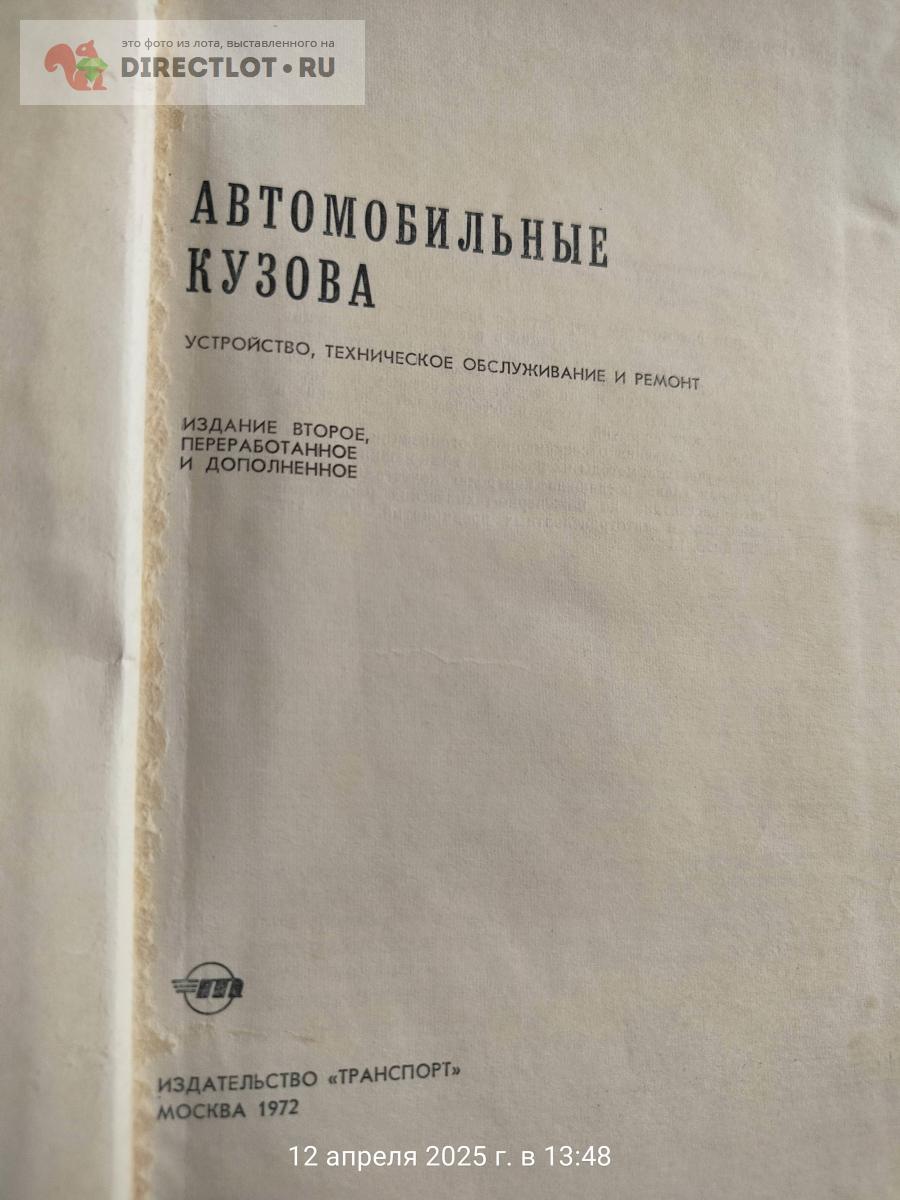 это фото из лота, выставленного на
DIRECTLOT•RU
АВТОМОБИЛЬНЫЕ
КУЗОВА
УСТРОЙСТВО, ТЕХНИЧЕСКОЕ ОБСЛУЖИВАНИЕ И РЕМОНТ
ИЗДАНИЕ ВТОРОЕ,
ПЕРЕРАБОТАННОЕ
И ДОПОЛНЕННОЕ
ИЗДАТЕЛЬСТВО «ТРАНСПОРТ»
МОСКВА 1972
12 апреля 2025 г. в 13:48